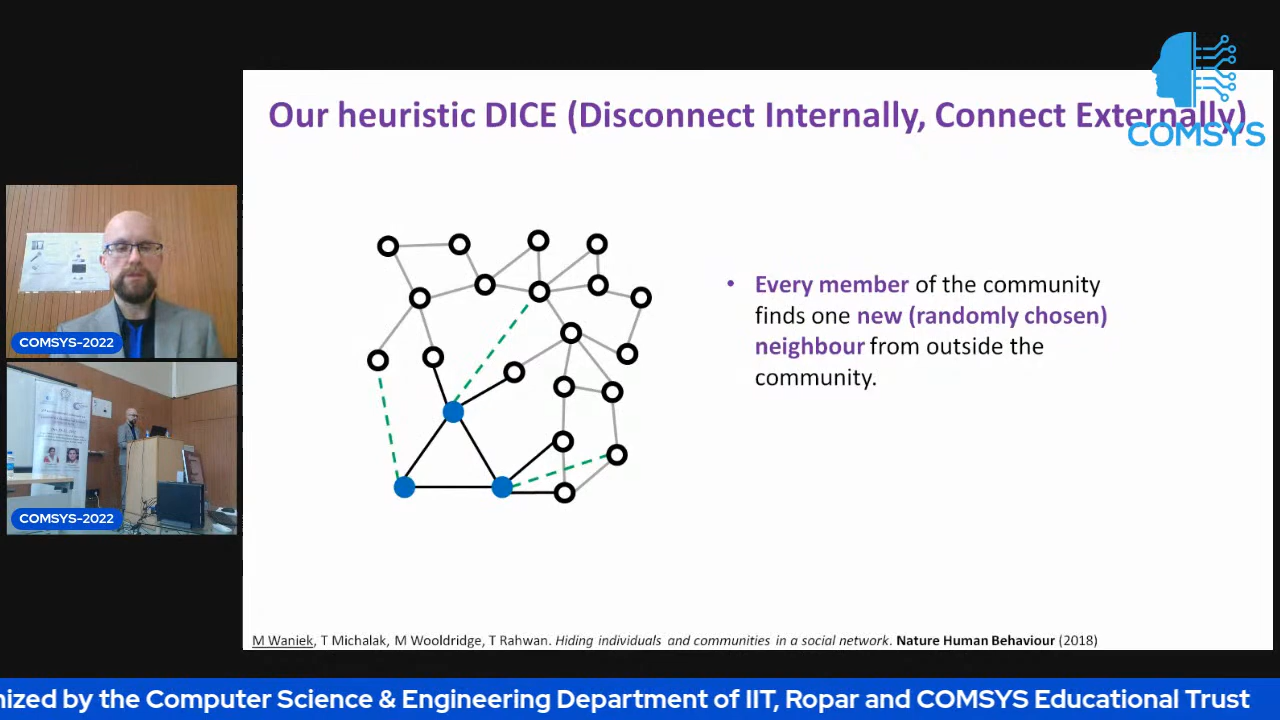 COMSYS
Our heuristic DICE (Disconnect Internally, Connect Externally)
• Every member of the community
finds one new (randomly chosen)
neighbour from outside the
community.
COMSYS-2022
COMSYS-2022
M Waniek, T Michalak, M Wooldridge, T Rahwan. Hiding individuals and communities in a social network. Nature Human Behaviour (2018)
nized by the Computer Science & Engineering Department of IIT, Ropar and COMSYS Educational Trust